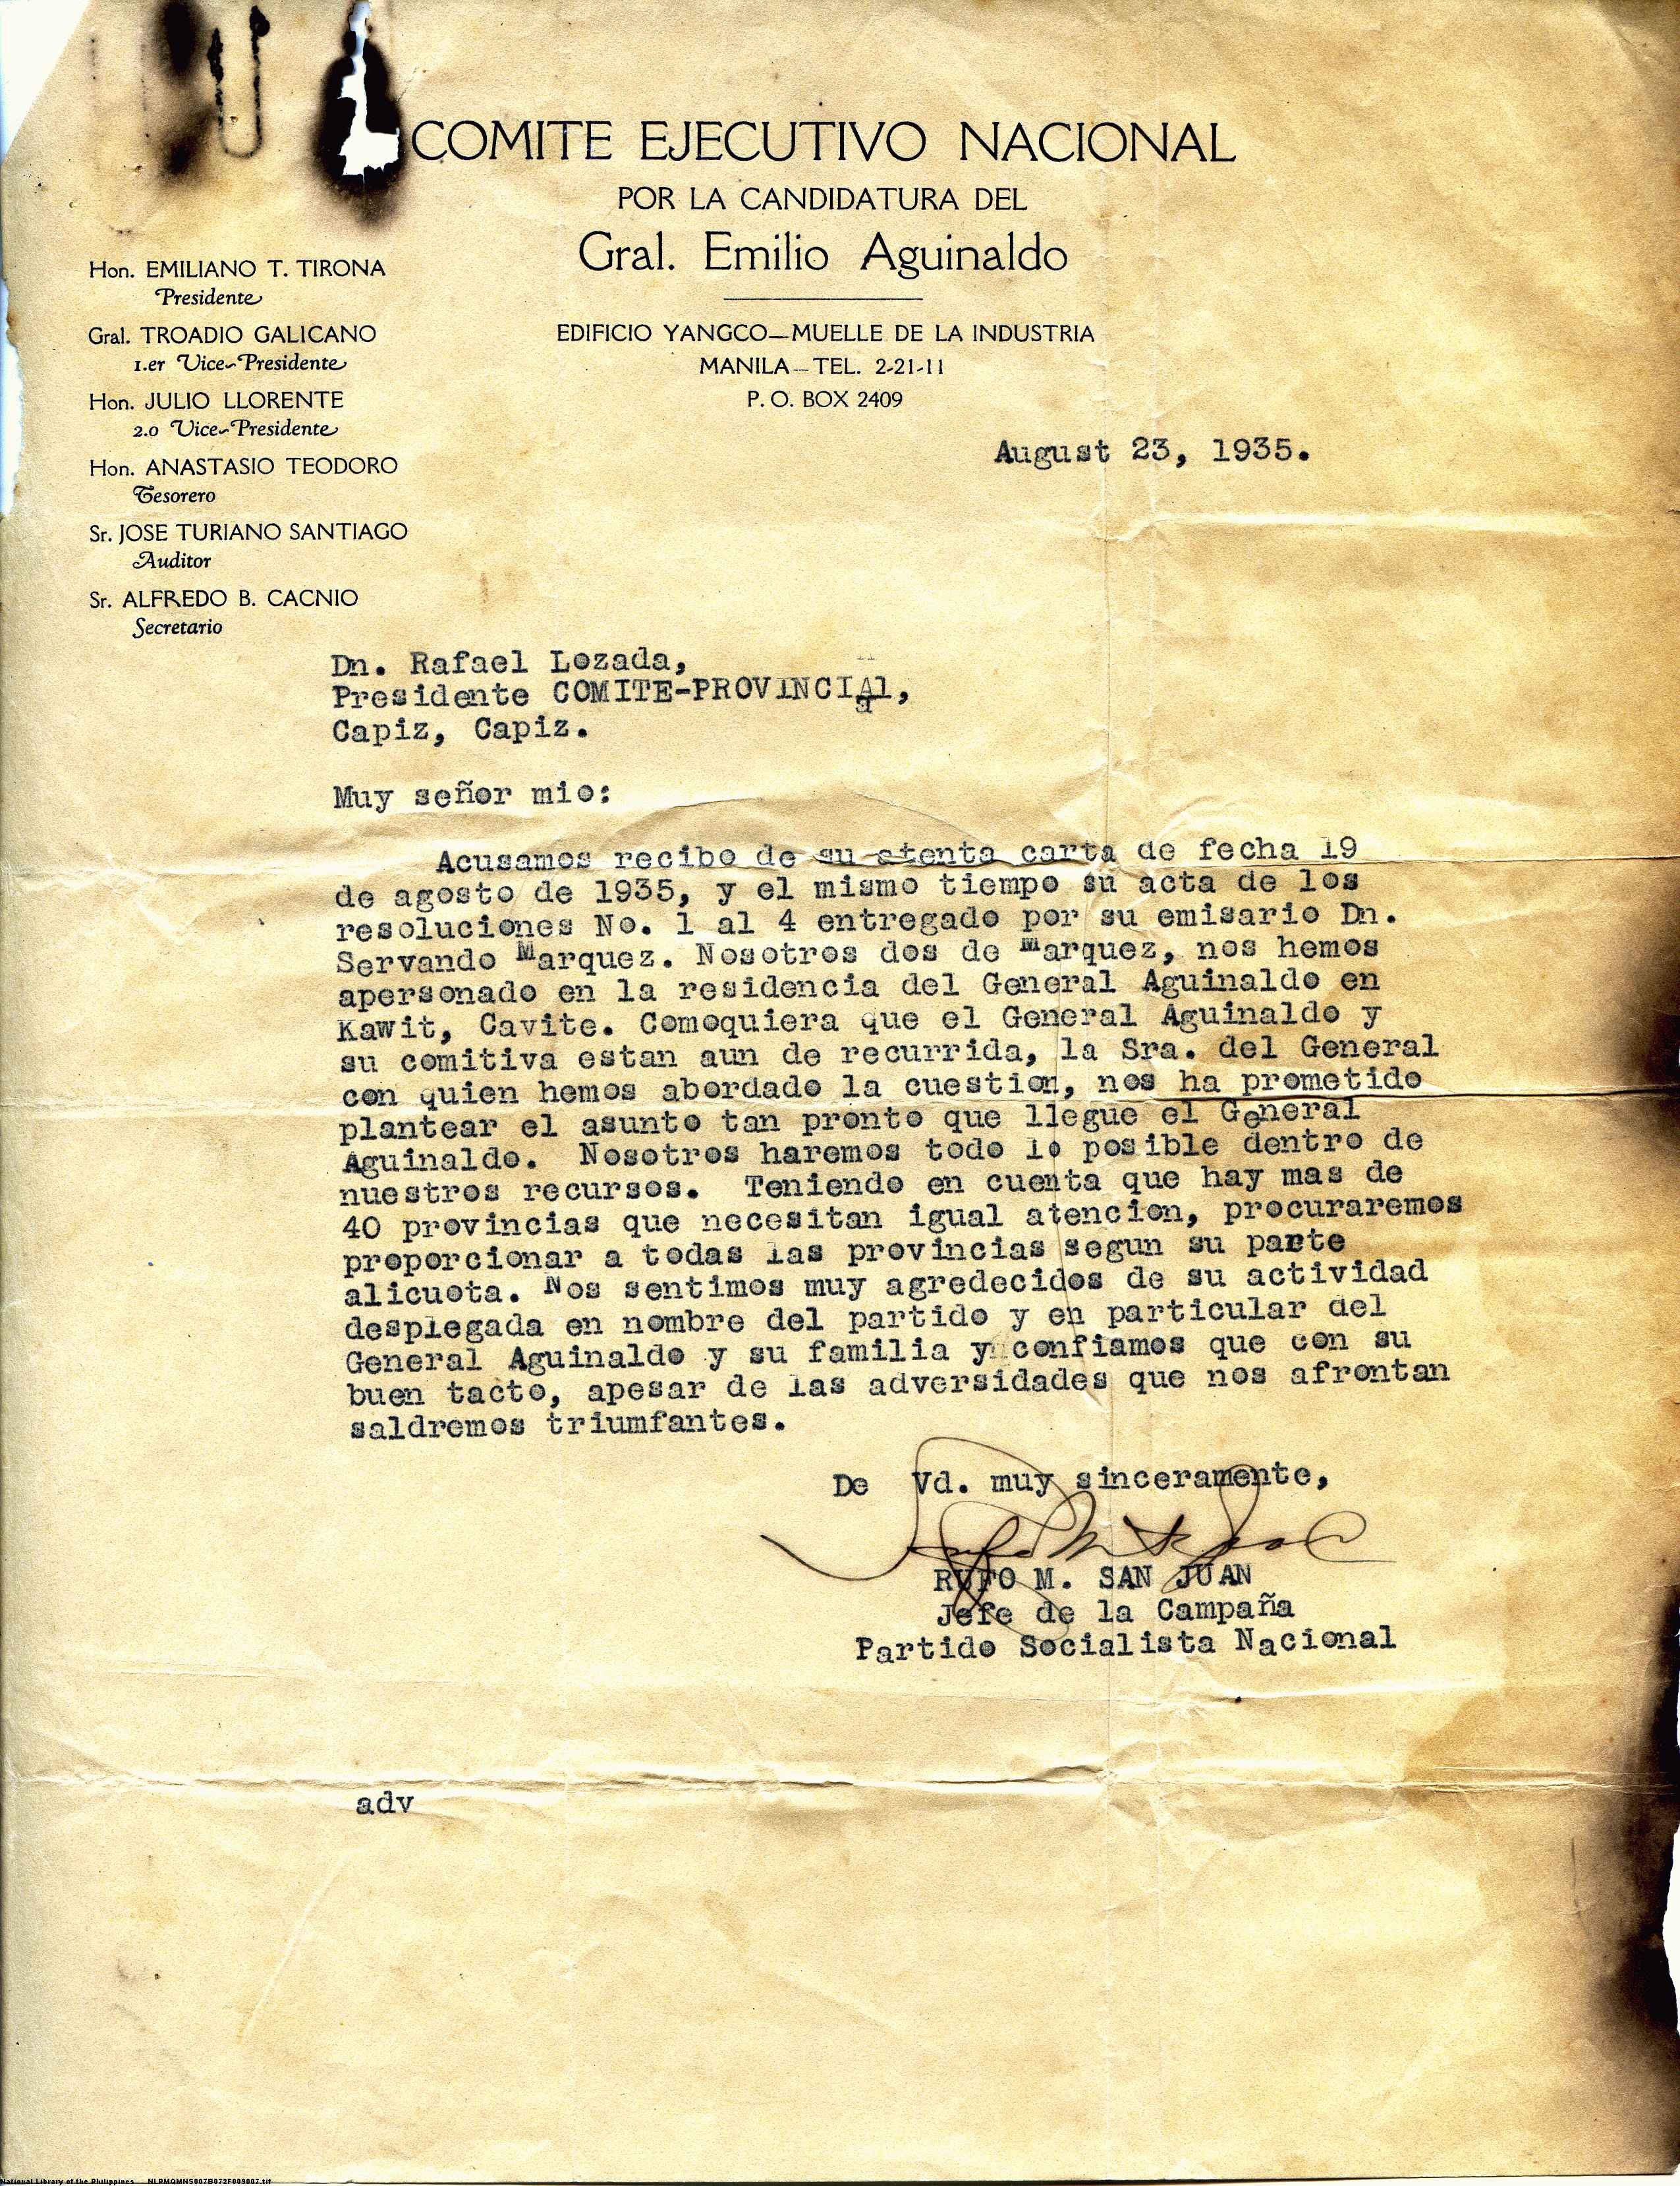 COMITE EJECUTIVO NACIONAL
POR LA CANDIDATURA DEL
Gral. Emilio Aguinaldo
EDIFICIO YANGCO—MUELLE DE LA INDUSTRIA
MANILA—TEL. 2-21-11
P. O. BOX 2409
Hon. EMILIANO T. TIRONA
Presidente
Gral. TROADIO GALICANO
1.er Vice-Presidente
Hon. JULIO LLORENTE
2.o Vice-Presidente
Hon. ANASTASIO TEODORO
Tesorero
Sr. JOSE TURIANO SANTIAGO
Auditor
Sr. ALFREDO B. CACNIO
Secretario
August 23, 1935.
Dn. Rafael Lozada,
Presidente COMITE-PROVINCIAl,
Capiz, Capiz.
Muy señor mio:
Acusamos recibo de su atenta carta de fecha 19
de agosto de 1935, y el mismo tiempo su acta de los
resoluciones No. 1 al 4 entregado por su emisario Dn.
Servando Marquez. Nosotros dos de Marquez, nos hemos
apersonado en la residencia del General Aguinaldo en
Kawit, Cavite. Comoquiera que el General Aguinaldo y
su comitiva estan aun de recurrida, la Sra. del General
con quien hemos abordado la cuestion, nos ha prometido
plantear el asunto tan pronto que llegue el General
Aguinaldo. Nosotros haremos todo lo posible dentro de
nuestros recursos. Teniendo en cuenta que hay mas de
40 provincias que necesitan igual atencion, procuraremos
proporcionar a todas las provincias segun su parte
alicuota. Nos sentimos muy agredecidos de su actividad
desplegada en nombre del partido y en particular del
General Aguinaldo y su familia y confiamos que con su
buen tacto, apesar de las adversidades que nos afrontan
saldremos triumfantes.
De Vd. muy sinceramente,
RUFO M. SAN JUAN
Jefe de la Campaña
Partido Socialista Nacional
adv
National Library of the Philippines NLPMQMNS007B072F009007.tif